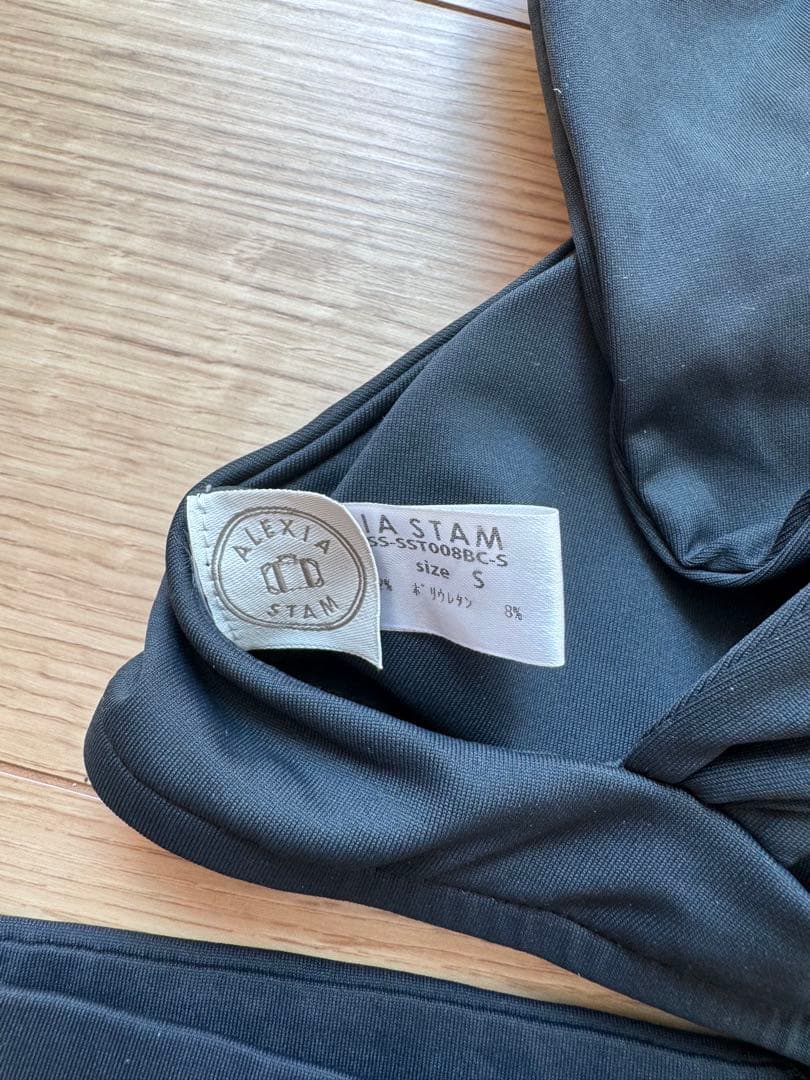 ALEXIA
STAM
IA STAM
SS-SST008BC-S
size S
% ポリウレタン 8%